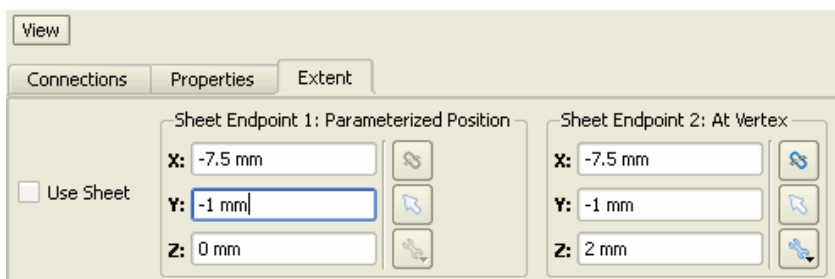 View
Connections Properties Extent
Sheet Endpoint 1: Parameterized Position Sheet Endpoint 2: At Vertex
X: -7.5 mm X: -7.5 mm
Use Sheet Y: -1 mm Y: -1 mm
Z: 0 mm Z: 2 mm